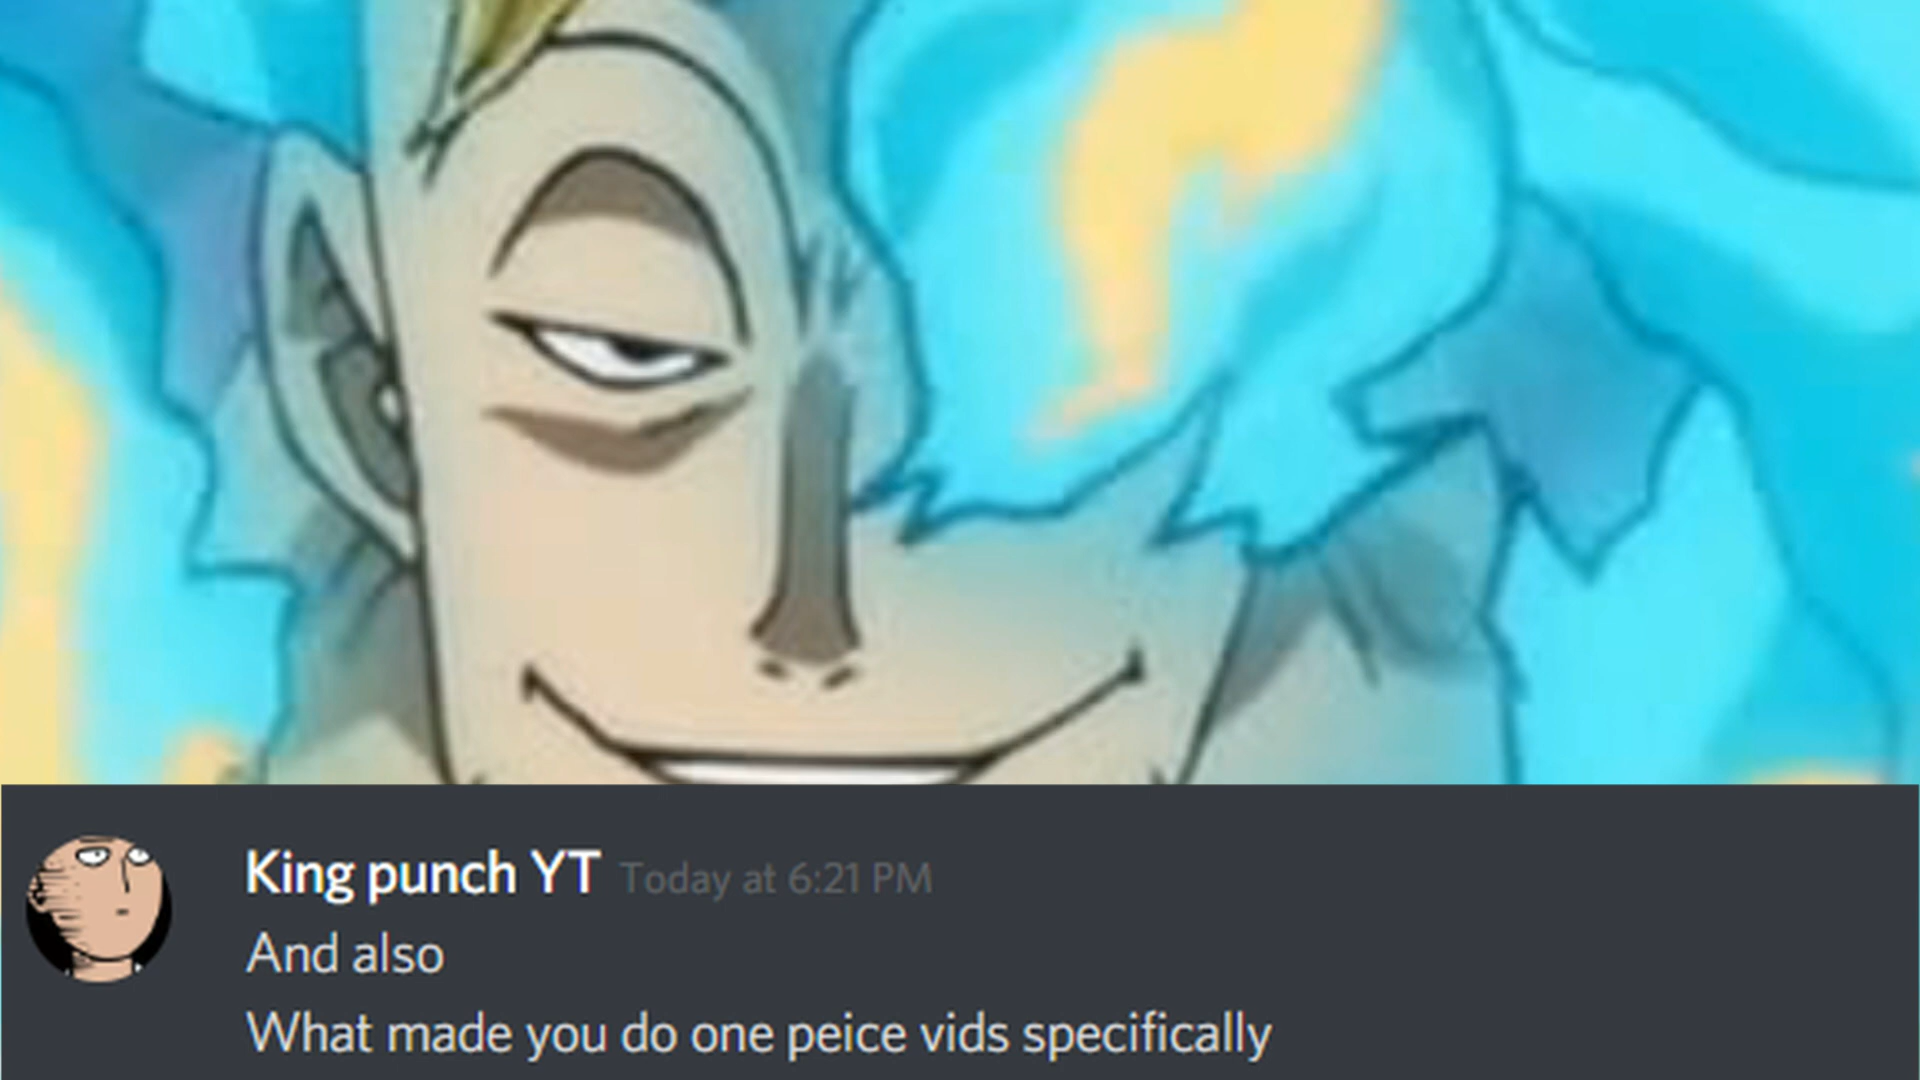 King punch YT Today at 6:21 PM
And also
What made you do one peice vids specifically